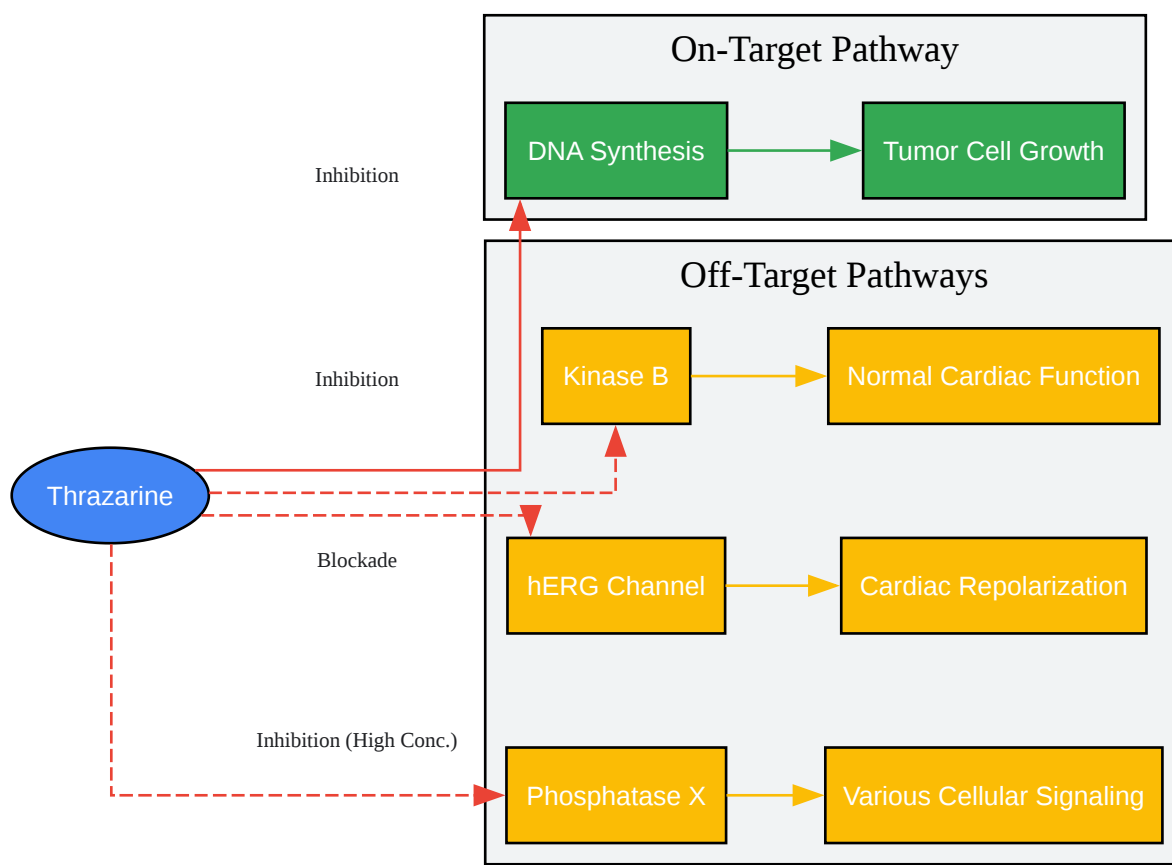 On-Target Pathway
DNA Synthesis
Tumor Cell Growth
Inhibition
Off-Target Pathways
Inhibition
Kinase B
Normal Cardiac Function
Thrazarine
Blockade
hERG Channel
Cardiac Repolarization
Inhibition (High Conc.)
Phosphatase X
Various Cellular Signaling